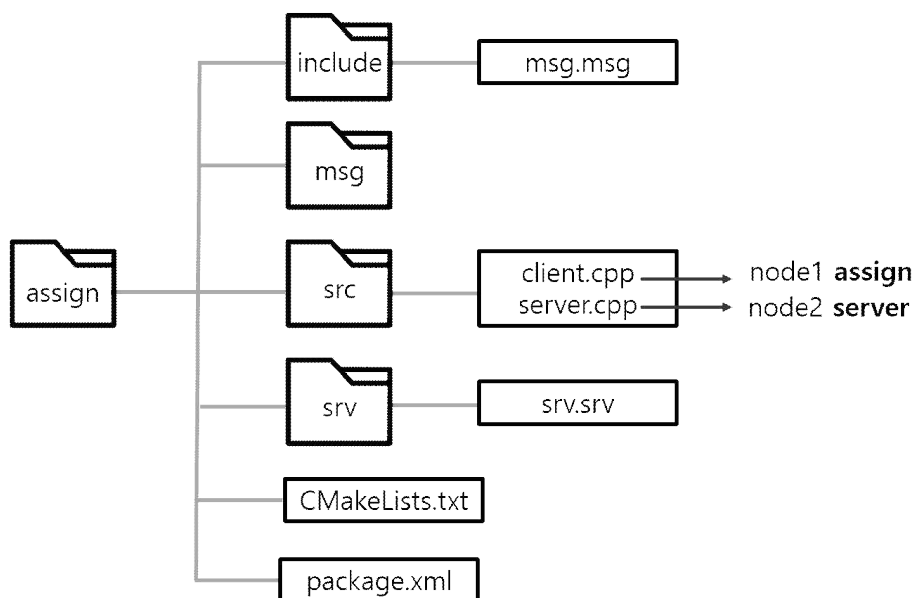 include
msg.msg
msg
assign
src
client.cpp
server.cpp
node1 assign
node2 server
srv
srv.srv
CMakeLists.txt
package.xml